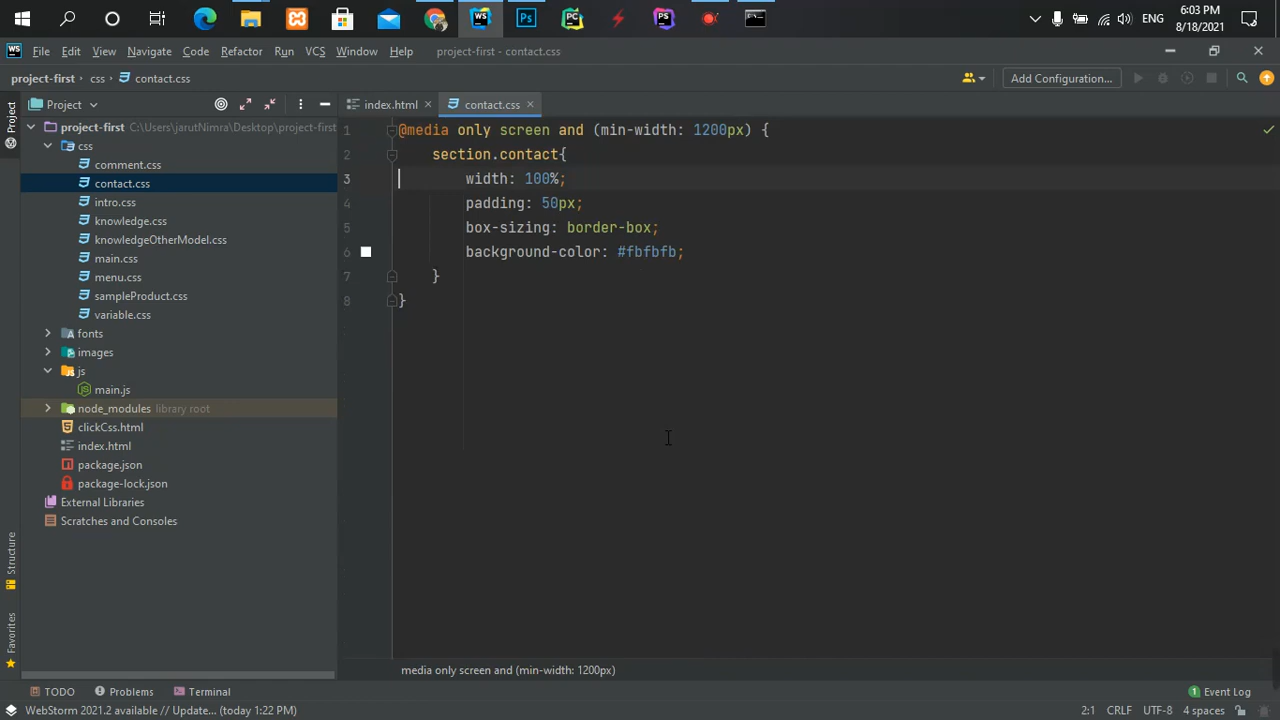 6:03 PM
ENG
8/18/2021
File Edit View Navigate Code Refactor Run VCS Window Help project-first - contact.css
project-first css contact.css
Add Configuration...
Project
Project
index.html
contact.css
project-first C:\Users\jarutNimra\Desktop\project-first
css
comment.css
contact.css
intro.css
knowledge.css
knowledgeOtherModel.css
main.css
menu.css
sampleProduct.css
variable.css
fonts
images
js
main.js
node_modules library root
clickCss.html
index.html
package.json
package-lock.json
External Libraries
Scratches and Consoles
1 @media only screen and (min-width: 1200px) {
2 section.contact{
3 width: 100%;
4 padding: 50px;
5 box-sizing: border-box;
6 background-color: #fbfbfb;
7 }
8 }
Structure
Favorites
media only screen and (min-width: 1200px)
TODO Problems Terminal
1 Event Log
WebStorm 2021.2 available // Update... (today 1:22 PM)
2:1 CRLF UTF-8 4 spaces